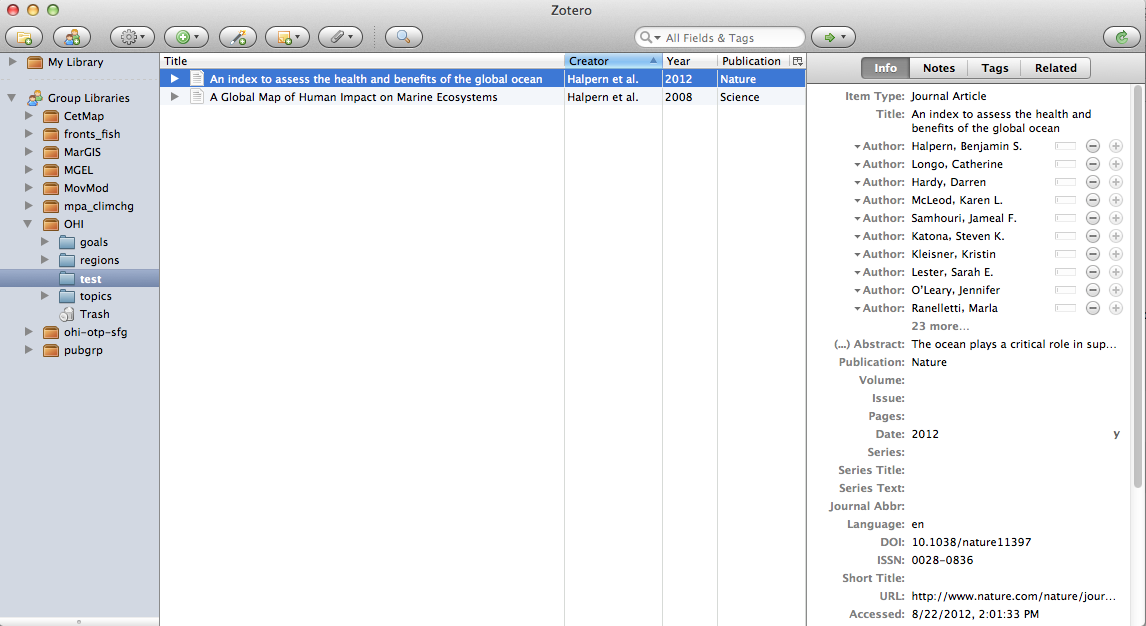 Zotero
All Fields & Tags
My Library
Group Libraries
CetMap
fronts_fish
MarGIS
MGEL
MovMod
mpa_climchg
OHI
goals
regions
test
topics
Trash
ohi-otp-sfg
pubgrp
Title Creator Year Publication
An index to assess the health and benefits of the global ocean Halpern et al. 2012 Nature
A Global Map of Human Impact on Marine Ecosystems Halpern et al. 2008 Science
Info Notes Tags Related
Item Type: Journal Article
Title: An index to assess the health and
benefits of the global ocean
Author: Halpern, Benjamin S.
Author: Longo, Catherine
Author: Hardy, Darren
Author: McLeod, Karen L.
Author: Samhouri, Jameal F.
Author: Katona, Steven K.
Author: Kleisner, Kristin
Author: Lester, Sarah E.
Author: O'Leary, Jennifer
Author: Ranelletti, Marla
23 more...
(...) Abstract: The ocean plays a critical role in sup...
Publication: Nature
Volume:
Issue:
Pages:
Date: 2012 y
Series:
Series Title:
Series Text:
Journal Abbr:
Language: en
DOI: 10.1038/nature11397
ISSN: 0028-0836
Short Title:
URL: http://www.nature.com/nature/jour...
Accessed: 8/22/2012, 2:01:33 PM